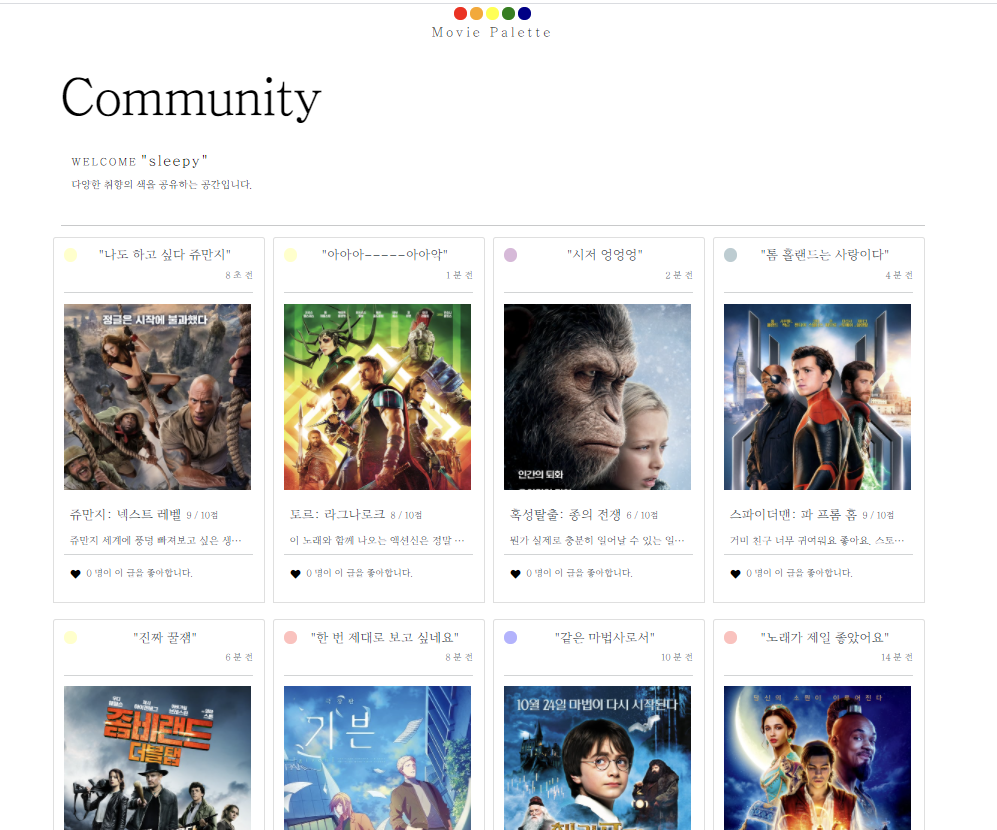 Movie Palette
Community
WELCOME "sleepy"
다양한 취향의 색을 공유하는 공간입니다.
"나도 하고 싶다 쥬만지"
8 초 전
정글은 시작에 불과했다
쥬만지: 넥스트 레벨 9 / 10점
쥬만지 세계에 풍덩 빠져보고 싶은 생…
0 명이 이 글을 좋아합니다.
"아아아-----아아악"
1 분 전
토르: 라그나로크 8 / 10점
이 노래와 함께 나오는 액션신은 정말 …
0 명이 이 글을 좋아합니다.
"시저 엉엉엉"
2 분 전
인간의 퇴화
혹성탈출: 종의 전쟁 6 / 10점
뭔가 실제로 충분히 일어날 수 있는 일…
0 명이 이 글을 좋아합니다.
"톰 홀랜드는 사랑이다"
4 분 전
스파이더맨: 파 프롬 홈 9 / 10점
거미 친구 너무 귀여워요 좋아요. 스토…
0 명이 이 글을 좋아합니다.
"진짜 꿀잼"
6 분 전
좀비랜드
더블 탭
"한 번 제대로 보고 싶네요"
8 분 전
기븐
"같은 마법사로서"
10 분 전
10월 24일 마법이 다시 시작된다
"노래가 제일 좋았어요"
14 분 전
당신의 소원이 이루어진다